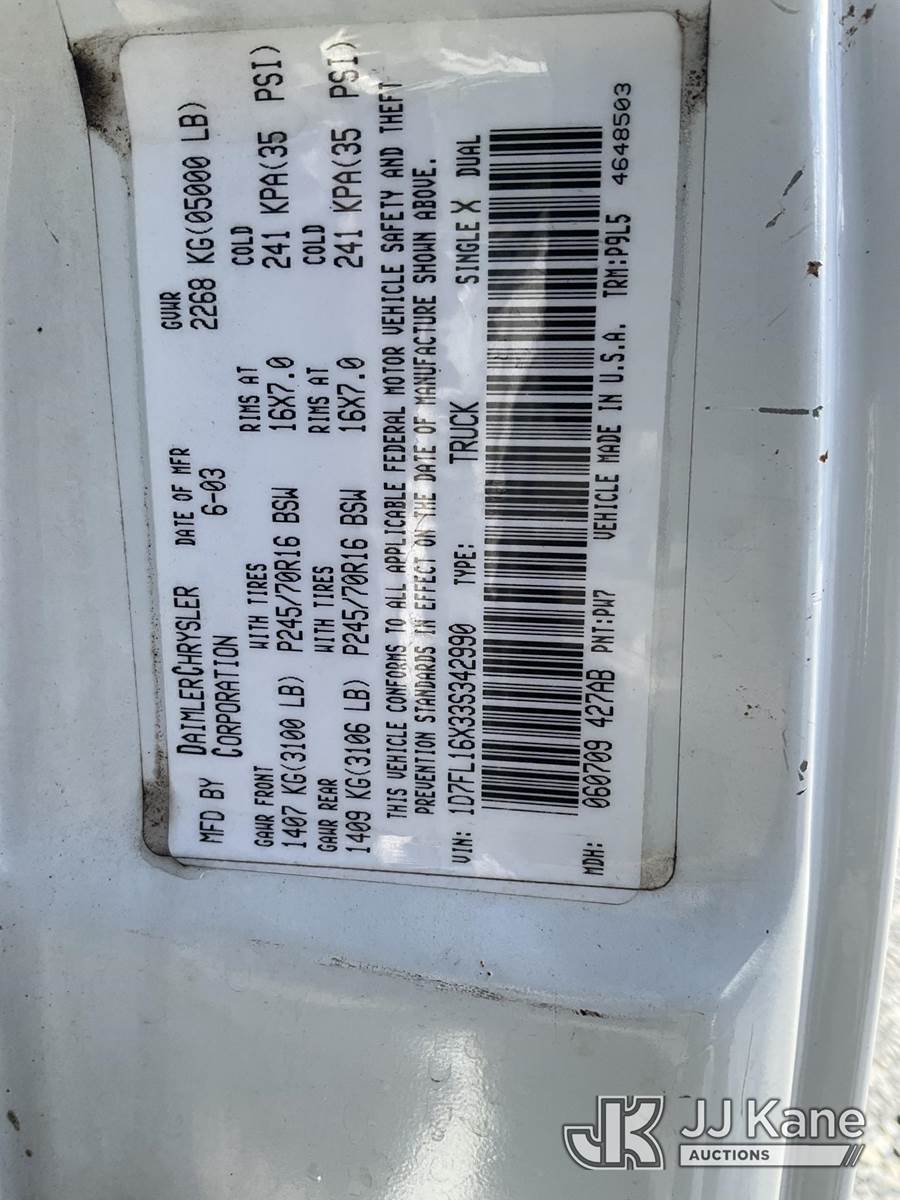 MFD BY DAIMLERCHRYSLER CORPORATION DATE OF MFR 6-03 GVWR 2268 KG(05000 LB)
GAWR FRONT WITH TIRES RIMS AT COLD
1407 KG(3100 LB) P245/70R16 BSW 16X7.0 241 KPA(35 PSI)
GAWR REAR WITH TIRES RIMS AT COLD
1409 KG(3106 LB) P245/70R16 BSW 16X7.0 241 KPA(35 PSI)
THIS VEHICLE CONFORMS TO ALL APPLICABLE FEDERAL MOTOR VEHICLE SAFETY AND THEFT
PREVENTION STANDARDS IN EFFECT ON THE DATE OF MANUFACTURE SHOWN ABOVE.
VIN: 1D7FL16X33S342990 TYPE: TRUCK SINGLE X DUAL
MDH: 060709 427AB PNT:PW7 VEHICLE MADE IN U.S.A. TRM:P9L5 4648503
JK JJ Kane
AUCTIONS